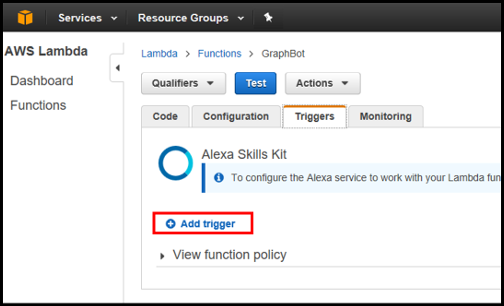 Services Resource Groups
AWS Lambda
Dashboard
Functions
Lambda > Functions > GraphBot
Qualifiers Test Actions
Code Configuration Triggers Monitoring
Alexa Skills Kit
To configure the Alexa service to work with your Lambda
Add trigger
View function policy